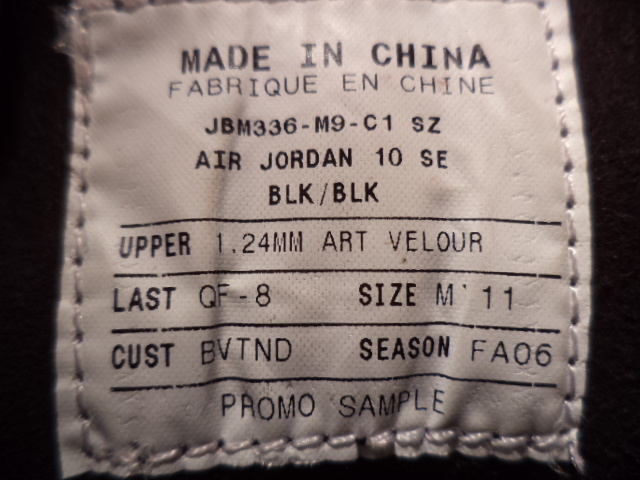 MADE IN CHINA
FABRIQUE EN CHINE
JBM336-M9-C1 SZ
AIR JORDAN 10 SE
BLK/BLK
UPPER 1.24MM ART VELOUR
LAST QF-8 SIZE M' 11
CUST BVTND SEASON FA06
PROMO SAMPLE